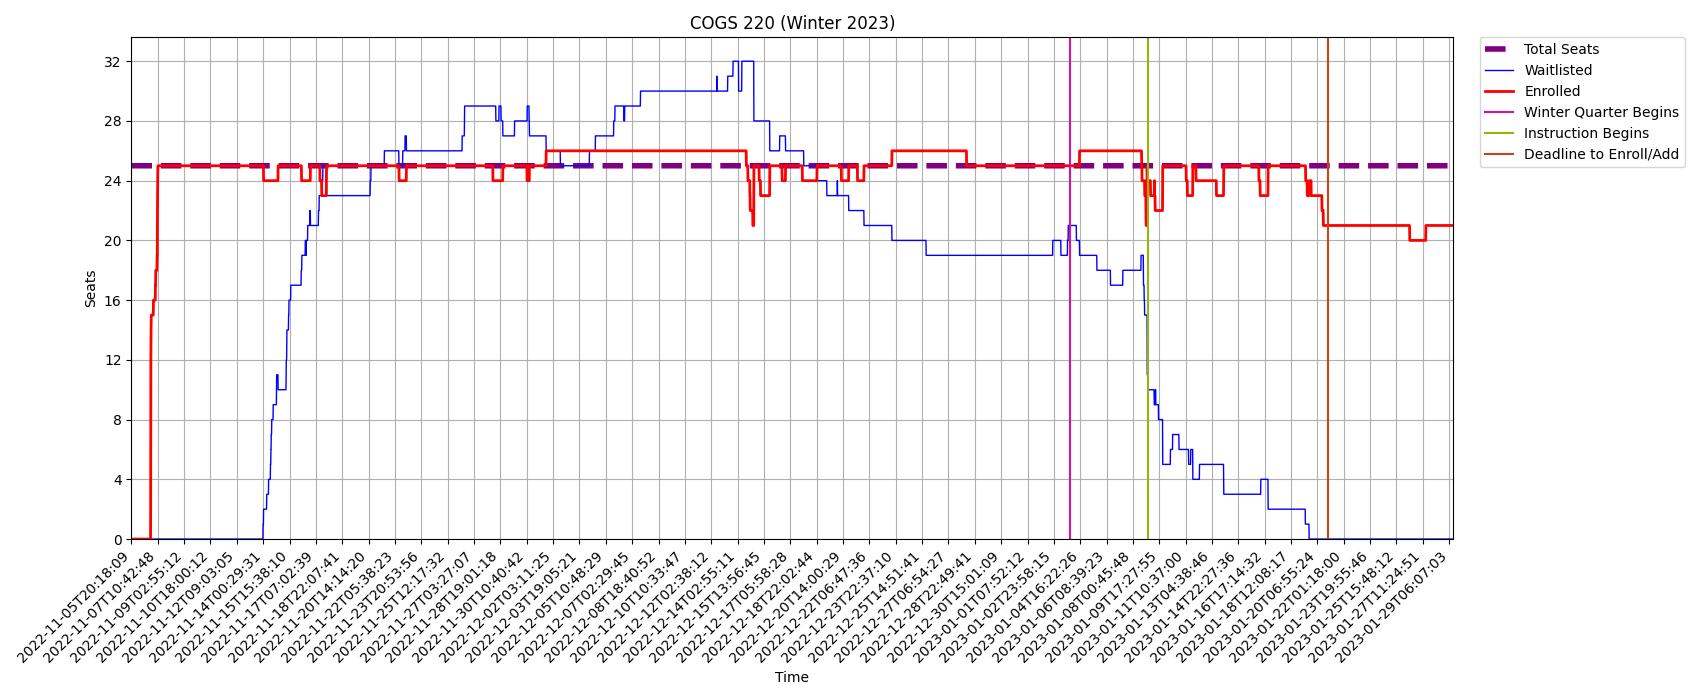 COGS 220 (Winter 2023)
Total Seats
Waitlisted
Enrolled
Winter Quarter Begins
Instruction Begins
Deadline to Enroll/Add
Seats
32
28
24
20
16
12
8
4
0
2022-11-05T20:18:09
2022-11-07T10:42:48
2022-11-09T02:55:12
2022-11-10T18:00:12
2022-11-12T09:03:05
2022-11-14T00:29:31
2022-11-15T15:38:10
2022-11-17T07:02:39
2022-11-18T22:07:41
2022-11-20T14:14:20
2022-11-22T05:38:23
2022-11-23T20:53:56
2022-11-25T12:17:32
2022-11-27T03:27:07
2022-11-28T19:01:18
2022-11-30T10:40:42
2022-12-02T03:11:25
2022-12-03T19:05:21
2022-12-05T10:48:29
2022-12-07T02:29:45
2022-12-08T18:40:52
2022-12-10T10:33:47
2022-12-12T02:38:12
2022-12-14T02:55:11
2022-12-15T13:56:45
2022-12-17T05:58:28
2022-12-18T22:02:44
2022-12-20T14:00:29
2022-12-22T06:47:36
2022-12-23T22:37:10
2022-12-25T14:51:41
2022-12-27T06:54:27
2022-12-28T22:49:41
2022-12-30T15:01:09
2023-01-01T07:52:12
2023-01-02T23:58:15
2023-01-04T16:22:26
2023-01-06T08:39:23
2023-01-08T00:45:48
2023-01-09T17:27:55
2023-01-11T10:37:00
2023-01-13T04:38:46
2023-01-14T22:27:36
2023-01-16T17:14:32
2023-01-18T12:08:17
2023-01-20T06:55:24
2023-01-22T01:18:00
2023-01-23T19:55:46
2023-01-25T15:48:12
2023-01-27T11:24:51
2023-01-29T06:07:03
Time